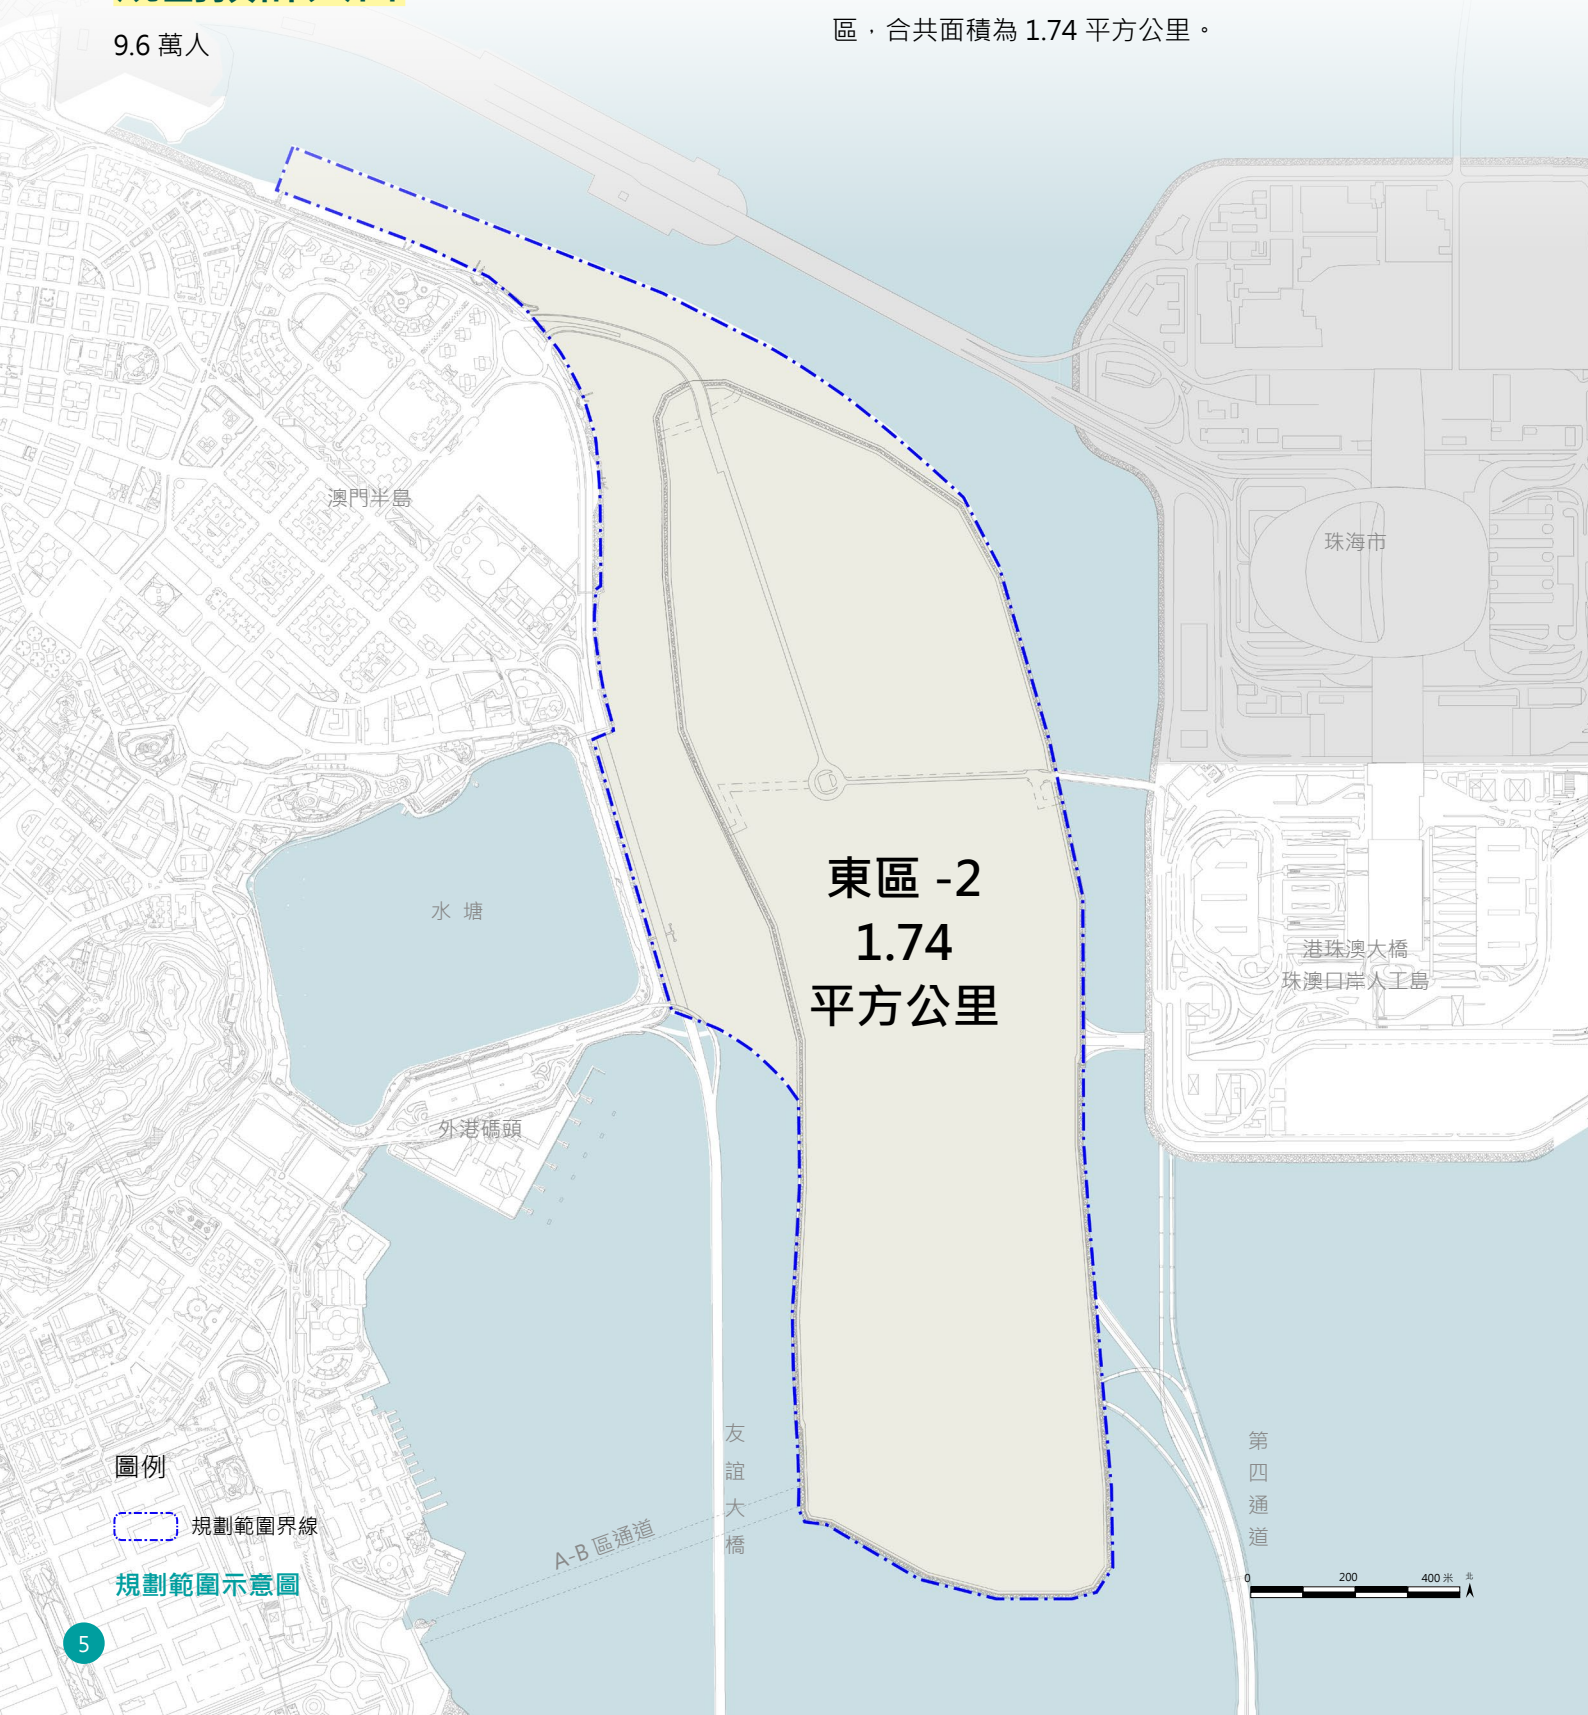 9.6 萬人
區，合共面積為 1.74 平方公里。
澳門半島
珠海市
東區 -2
1.74
平方公里
水 塘
港珠澳大橋
珠澳口岸人工島
外港碼頭
友誼大橋
第四通道
A-B 區通道
圖例
規劃範圍界線
規劃範圍示意圖
0 200 400 米 北
5